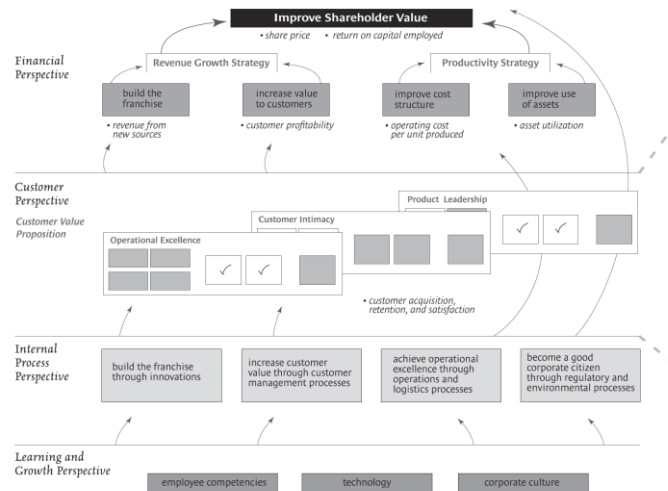 Improve Shareholder Value
• share price • return on capital employed
Financial
Perspective
Revenue Growth Strategy
Productivity Strategy
build the
franchise
increase value
to customers
improve cost
structure
improve use
of assets
• revenue from
new sources
• customer profitability
• operating cost
per unit produced
• asset utilization
Customer
Perspective
Customer Value
Proposition
Product Leadership
Customer Intimacy
Operational Excellence
• customer acquisition,
retention, and satisfaction
Internal
Process
Perspective
build the franchise
through innovations
increase customer
value through customer
management processes
achieve operational
excellence through
operations and
logistics processes
become a good
corporate citizen
through regulatory and
environmental processes
Learning and
Growth Perspective
employee competencies
technology
corporate culture